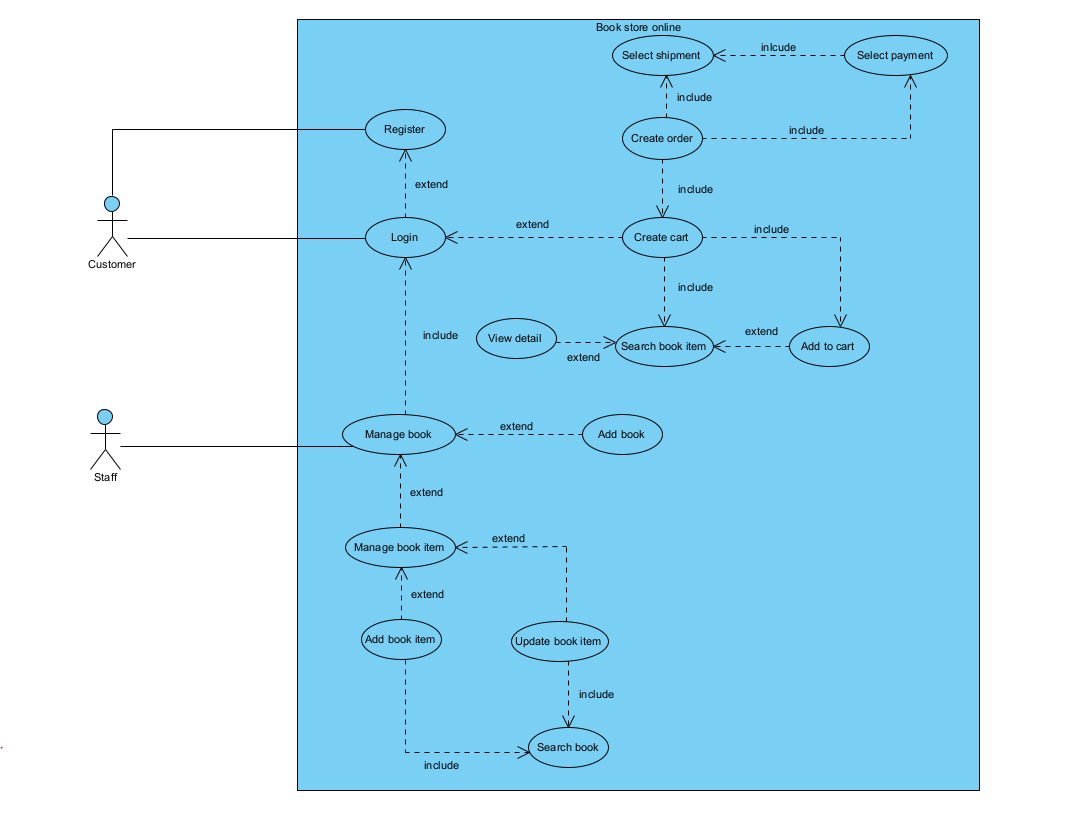 Book store online
Select shipment
inlcude
Select payment
include
Register
Create order
include
extend
include
Customer
Login
extend
Create cart
include
include
include
View detail
extend
Search book item
extend
Add to cart
Staff
Manage book
extend
Add book
extend
Manage book item
extend
extend
Add book item
Update book item
include
Search book
include